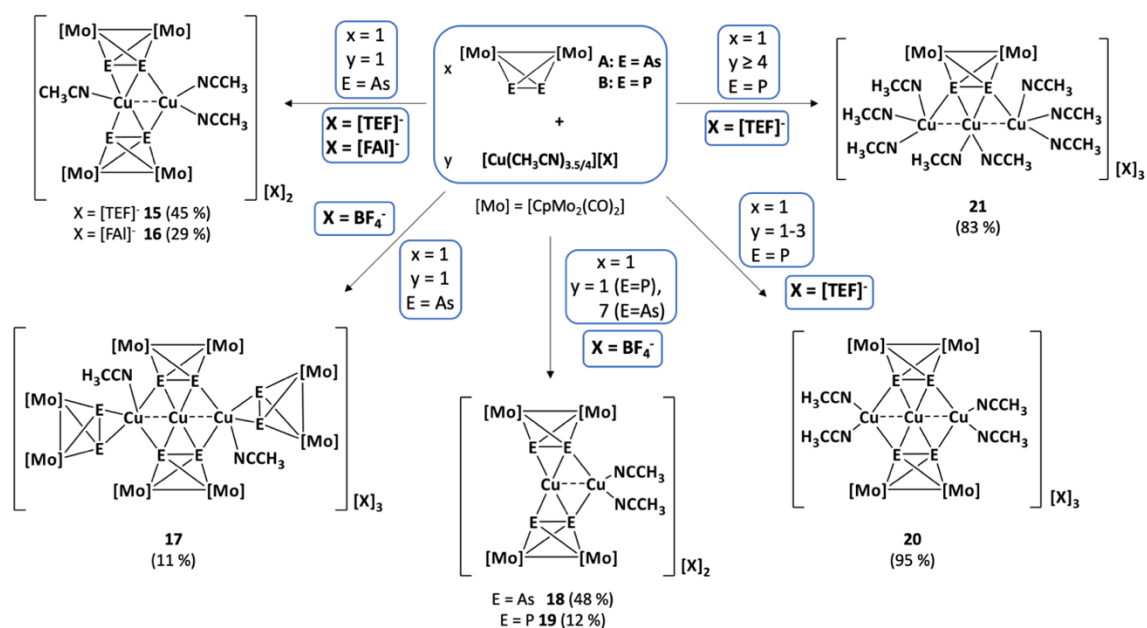 [Mo] [Mo]
E E
H₃CCN Cu Cu NCCH₃
NCCH₃
E E
[Mo] [Mo]
[X]₂
X = [TEF]⁻ 15 (45 %)
X = [FAl]⁻ 16 (29 %)
x = 1
y = 1
E = As
X = [TEF]⁻
X = [FAl]⁻
x
[Mo] [Mo]
E E
A: E = As
B: E = P
+
y [Cu(CH₃CN)₃.₅/₄][X]
[Mo] = [CpMo₂(CO)₂]
x = 1
y ≥ 4
E = P
X = [TEF]⁻
[Mo] [Mo]
E E
H₃CCN NCCH₃
H₃CCN Cu Cu Cu NCCH₃
H₃CCN H₃CCN NCCH₃ NCCH₃
[X]₃
21
(83 %)
X = BF₄⁻
x = 1
y = 1
E = As
[Mo] [Mo]
H₃CCN
[Mo] E E E [Mo]
E Cu Cu Cu E
[Mo] E E E [Mo]
NCCH₃
[Mo] [Mo]
[X]₃
17
(11 %)
x = 1
y = 1 (E=P),
7 (E=As)
X = BF₄⁻
[Mo] [Mo]
E E
NCCH₃
Cu Cu
NCCH₃
E E
[Mo] [Mo]
[X]₂
E = As 18 (48 %)
E = P 19 (12 %)
x = 1
y = 1-3
E = P
X = [TEF]⁻
[Mo] [Mo]
E E
H₃CCN NCCH₃
Cu Cu Cu
H₃CCN NCCH₃
E E
[Mo] [Mo]
[X]₃
20
(95 %)